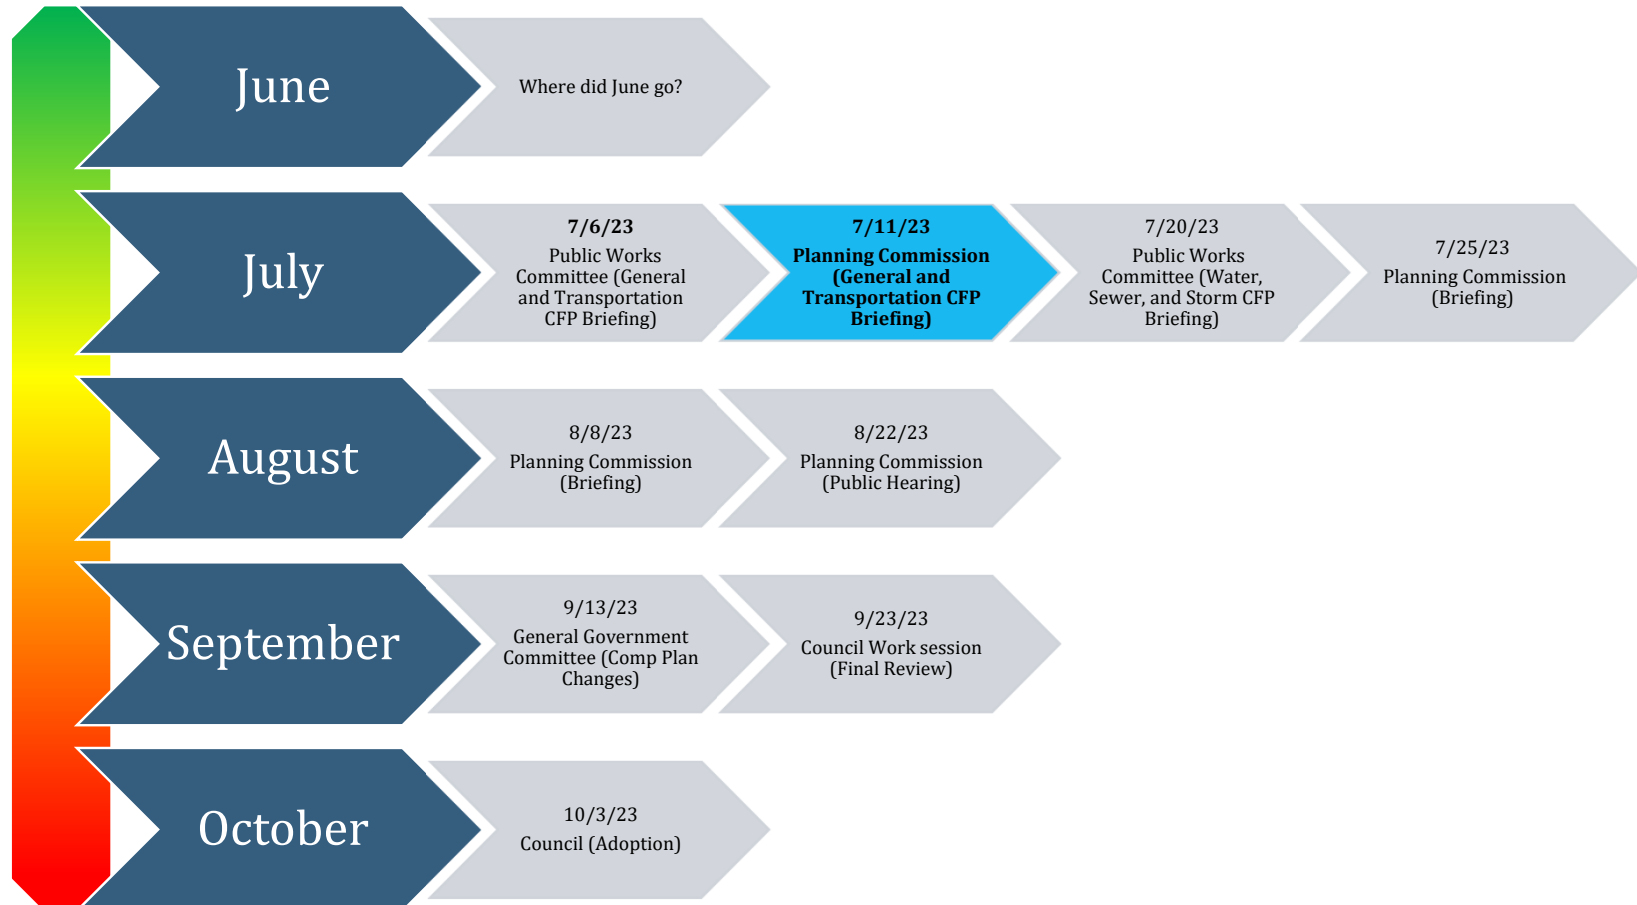 June
Where did June go?
July
7/6/23
Public Works
Committee (General
and Transportation
CFP Briefing)
7/11/23
Planning Commission
(General and
Transportation CFP
Briefing)
7/20/23
Public Works
Committee (Water,
Sewer, and Storm CFP
Briefing)
7/25/23
Planning Commission
(Briefing)
August
8/8/23
Planning Commission
(Briefing)
8/22/23
Planning Commission
(Public Hearing)
September
9/13/23
General Government
Committee (Comp Plan
Changes)
9/23/23
Council Work session
(Final Review)
October
10/3/23
Council (Adoption)